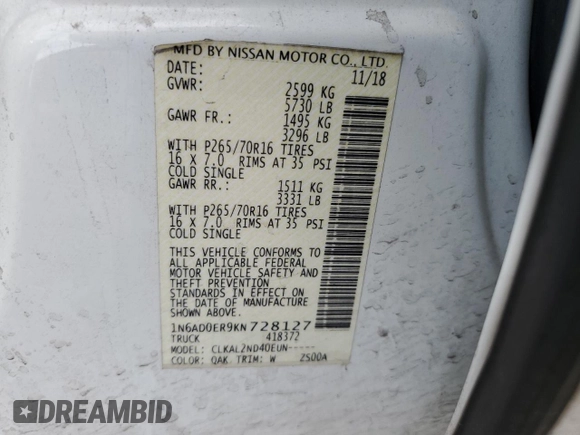 MFD BY NISSAN MOTOR CO., LTD.
DATE: 11/18
GVWR: 2599 KG
5730 LB
GAWR FR.: 1495 KG
3296 LB
WITH P265/70R16 TIRES
16 X 7.0 RIMS AT 35 PSI
COLD SINGLE
GAWR RR.: 1511 KG
3331 LB
WITH P265/70R16 TIRES
16 X 7.0 RIMS AT 35 PSI
COLD SINGLE
THIS VEHICLE CONFORMS TO
ALL APPLICABLE FEDERAL
MOTOR VEHICLE SAFETY AND
THEFT PREVENTION
STANDARDS IN EFFECT ON
THE DATE OF MANUFACTURE
SHOWN ABOVE.
1N6AD0ER9KN728127
TRUCK 418372
MODEL: CLKAL2ND40EUN-----
COLOR: QAK TRIM: W ZS00A
DREAMBID